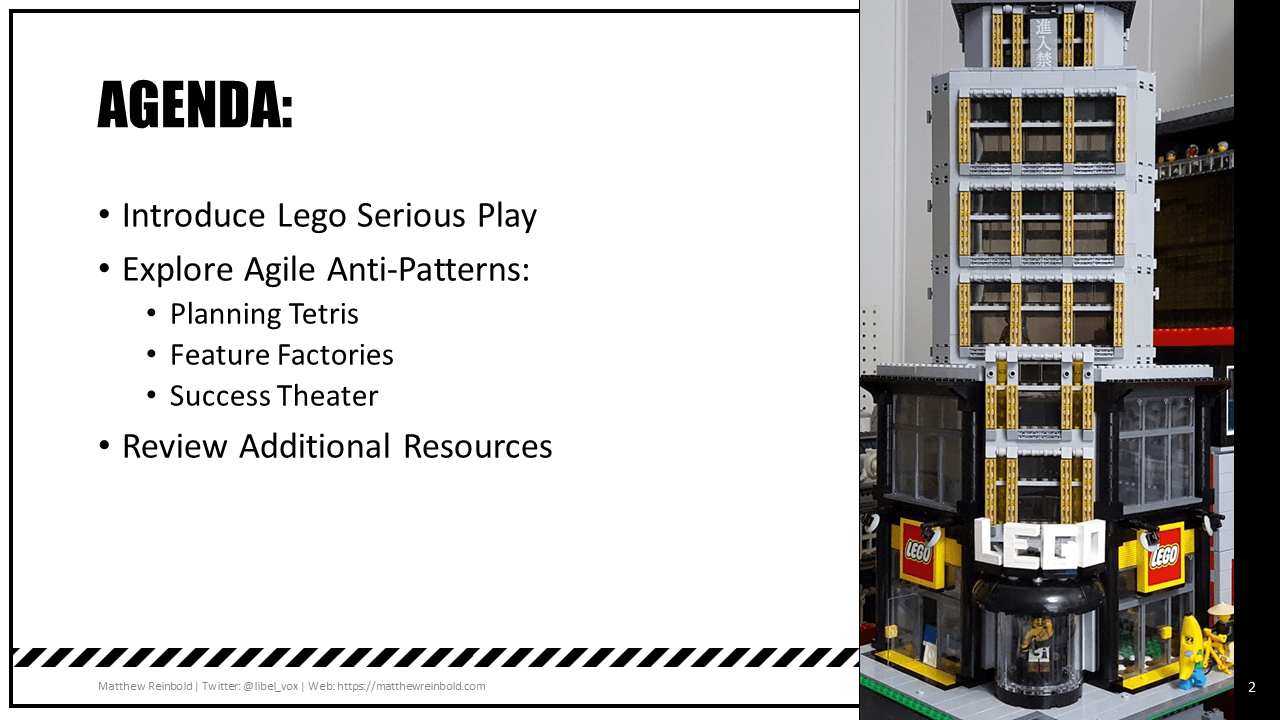 AGENDA:
• Introduce Lego Serious Play
• Explore Agile Anti-Patterns:
• Planning Tetris
• Feature Factories
• Success Theater
• Review Additional Resources
Matthew Reinbold | Twitter: @libel_vox | Web: https://matthewreinbold.com
進入禁
LEGO
LEGO
LEGO
2